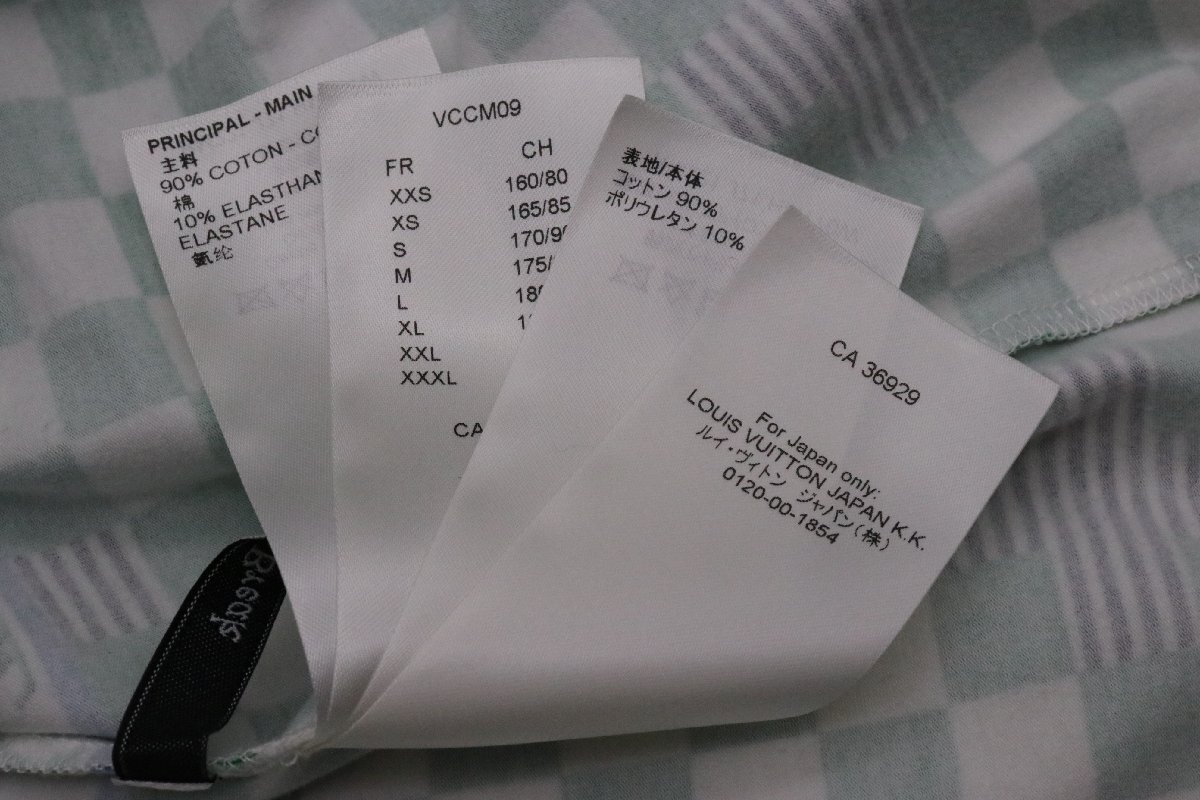 PRINCIPAL - MAIN
主料
90% COTON - CO
棉
10% ELASTHAN
ELASTANE
氨纶
VCCM09
FR CH
XXS 160/80
XS 165/85
S 170/9
M 175/
L 18
XL 1
XXL
XXXL
CA
表地/本体
コットン 90%
ポリウレタン 10%
CA 36929
For Japan only:
LOUIS VUITTON JAPAN K.K.
ルイ・ヴィトン ジャパン(株)
0120-00-1854
Break